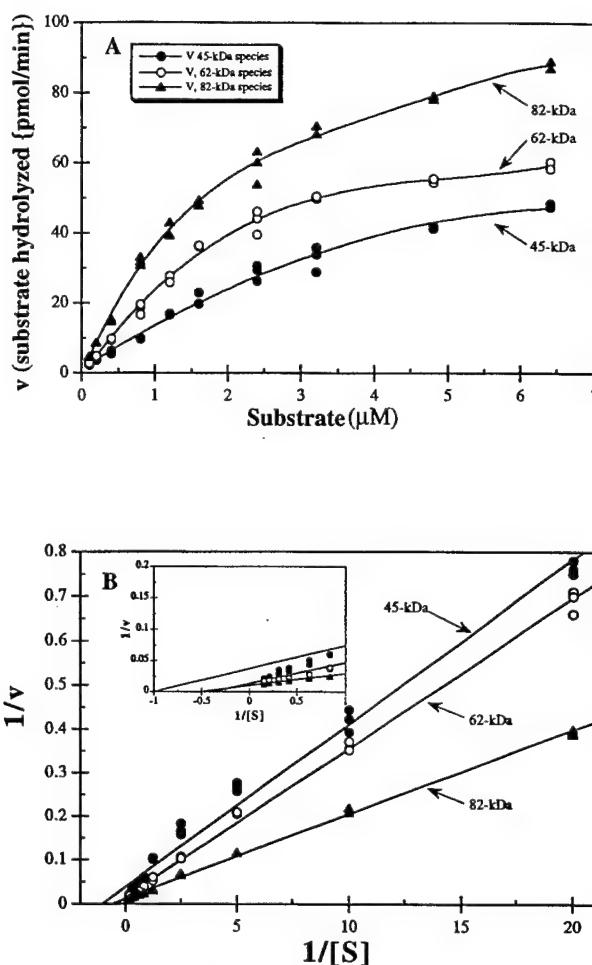 A
V 45-kDa species
V, 62-kDa species
V, 82-kDa species
100
80
60
40
20
0
v (substrate hydrolyzed {pmol/min})
82-kDa
62-kDa
45-kDa
0 1 2 3 4 5 6 7
Substrate (µM)
B
0.8
0.7
0.6
0.5
0.4
0.3
0.2
0.1
0
1/v
0.2
0.15
0.1
0.05
0
1/v
-1 -0.5 0 0.5 1
1/[S]
45-kDa
62-kDa
82-kDa
0 5 10 15 20
1/[S]